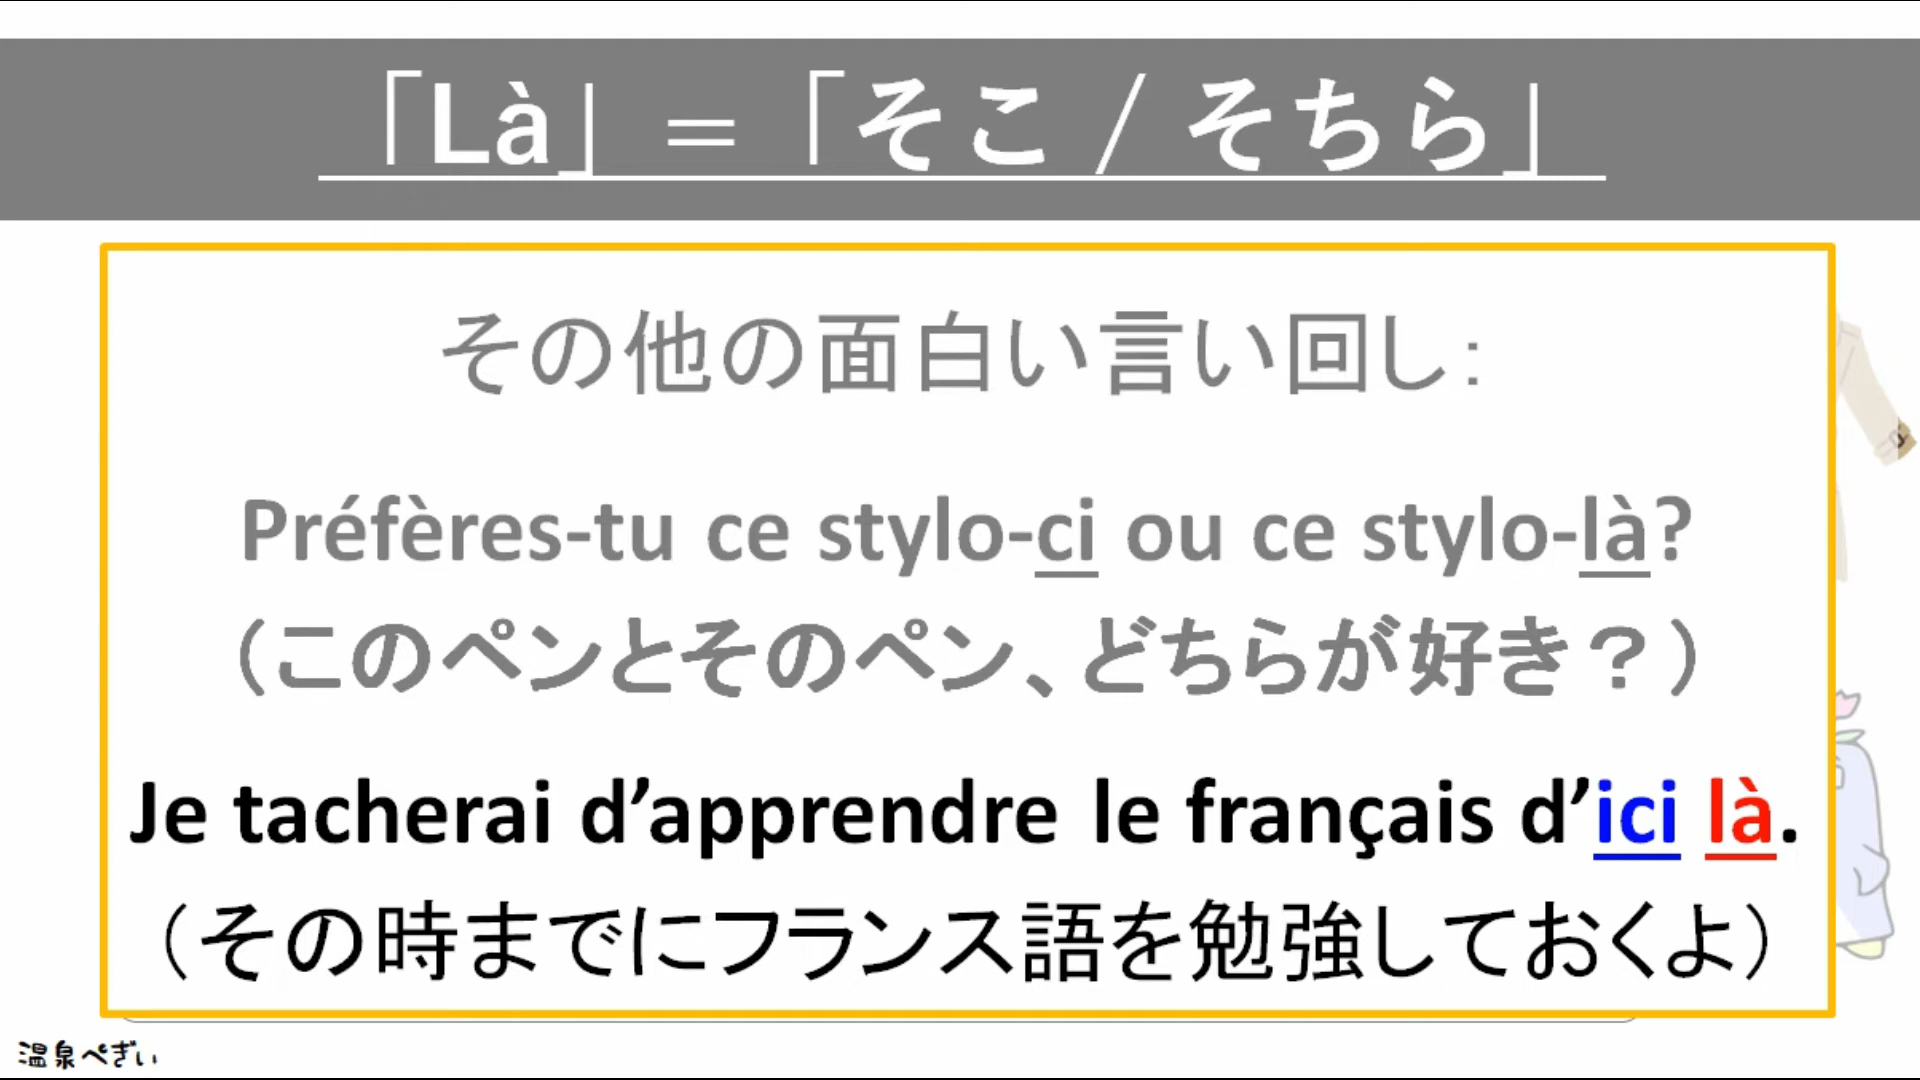 「Là」 = 「そこ / そちら」
その他の面白い言い回し：
Préfères-tu ce stylo-ci ou ce stylo-là?
（このペンとそのペン、どちらが好き？）
Je tacherai d’apprendre le français d’ici là.
（その時までにフランス語を勉強しておくよ）
温泉ぺぎぃ